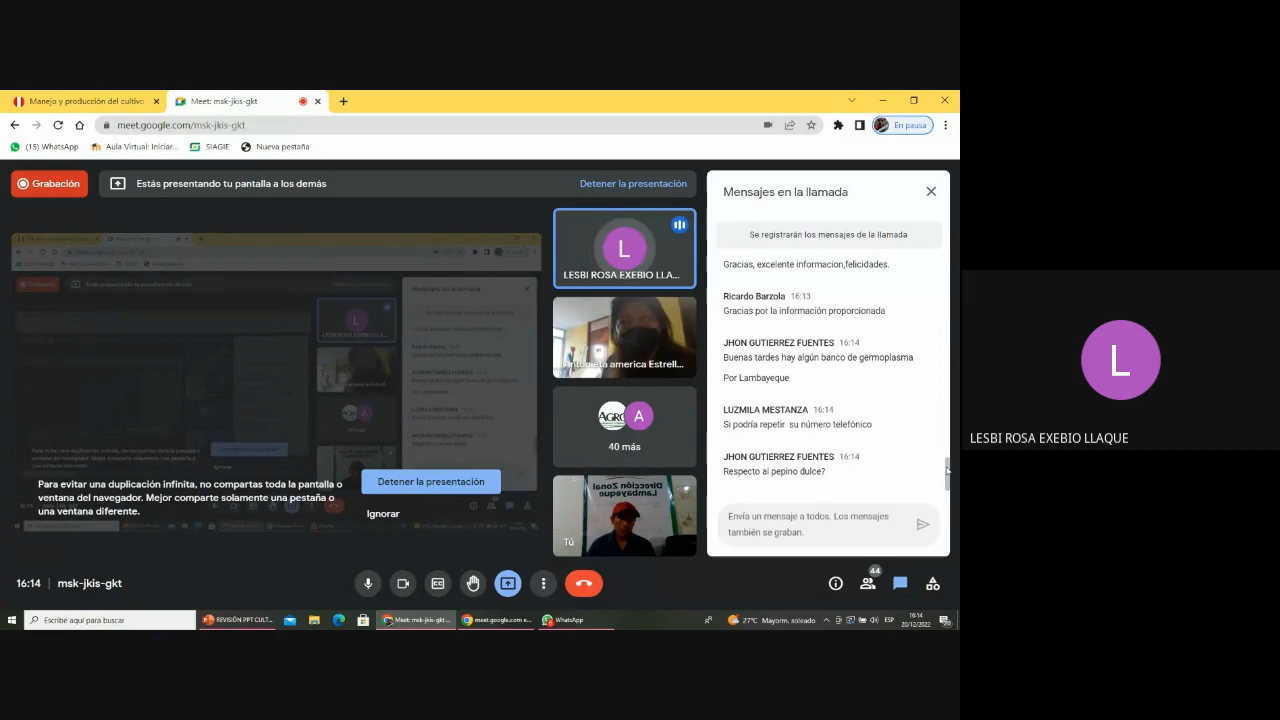 Manejo y producción del cultivo
Meet: msk-jkis-gkt
meet.google.com/msk-jkis-gkt
En pausa
(15) WhatsApp
Aula Virtual: Iniciar...
SIAGIE
Nueva pestaña
Grabación
Estás presentando tu pantalla a los demás
Detener la presentación
Mensajes en la llamada
Se registrarán los mensajes de la llamada
Gracias, excelente informacion,felicidades.
Ricardo Barzola 16:13
Gracias por la información proporcionada
JHON GUTIERREZ FUENTES 16:14
Buenas tardes hay algún banco de germoplasma
Por Lambayeque
LUZMILA MESTANZA 16:14
Si podría repetir su número telefónico
JHON GUTIERREZ FUENTES 16:14
Respecto al pepino dulce?
Envía un mensaje a todos. Los mensajes
también se graban.
L
LESBI ROSA EXEBIO LLA...
Antonieta america Estrell...
AGRO
A
40 más
Dirección Zonal
Lambayeque
Tú
Para evitar una duplicación infinita, no compartas toda la pantalla o
ventana del navegador. Mejor comparte solamente una pestaña o
una ventana diferente.
Detener la presentación
Ignorar
16:14 msk-jkis-gkt
44
Escribe aquí para buscar
REVISIÓN PPT CULT...
Meet: msk-jkis-gkt ...
meet.google.com e...
WhatsApp
27°C Mayorm. soleado
ESP
16:14
20/12/2022
L
LESBI ROSA EXEBIO LLAQUE